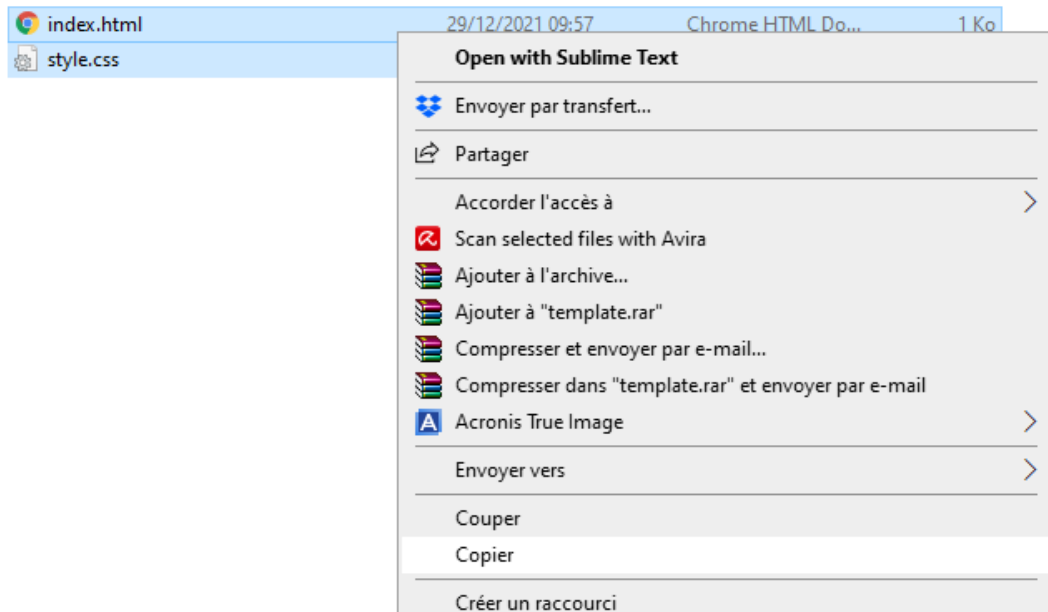 index.html 29/12/2021 09:57 Chrome HTML Do... 1 Ko
style.css
Open with Sublime Text
Envoyer par transfert...
Partager
Accorder l'accès à
Scan selected files with Avira
Ajouter à l'archive...
Ajouter à "template.rar"
Compresser et envoyer par e-mail...
Compresser dans "template.rar" et envoyer par e-mail
Acronis True Image
Envoyer vers
Couper
Copier
Créer un raccourci